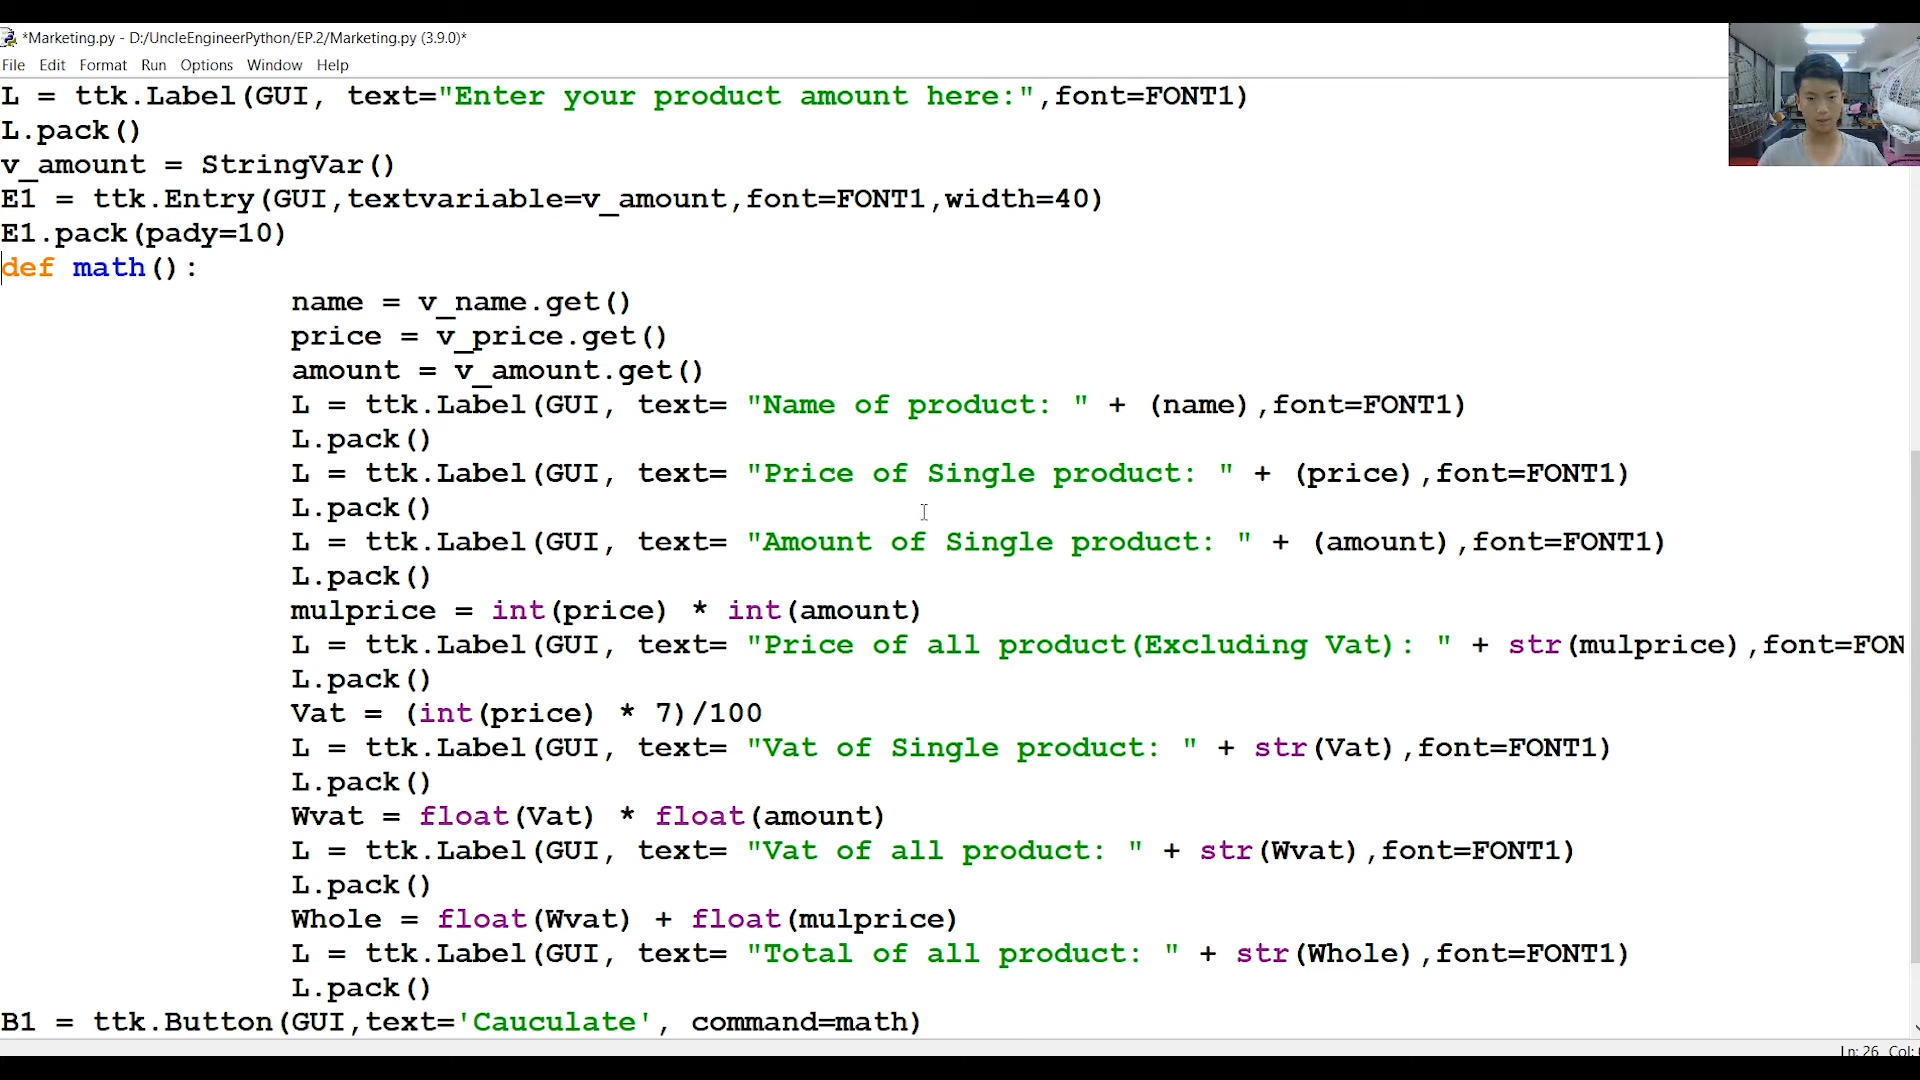 *Marketing.py - D:/UncleEngineerPython/EP.2/Marketing.py (3.9.0)*
File Edit Format Run Options Window Help
L = ttk.Label(GUI, text="Enter your product amount here:",font=FONT1)
L.pack()
v_amount = StringVar()
E1 = ttk.Entry(GUI,textvariable=v_amount,font=FONT1,width=40)
E1.pack(pady=10)
def math():
name = v_name.get()
price = v_price.get()
amount = v_amount.get()
L = ttk.Label(GUI, text= "Name of product: " + (name),font=FONT1)
L.pack()
L = ttk.Label(GUI, text= "Price of Single product: " + (price),font=FONT1)
L.pack()
L = ttk.Label(GUI, text= "Amount of Single product: " + (amount),font=FONT1)
L.pack()
mulprice = int(price) * int(amount)
L = ttk.Label(GUI, text= "Price of all product(Excluding Vat): " + str(mulprice),font=FON
L.pack()
Vat = (int(price) * 7)/100
L = ttk.Label(GUI, text= "Vat of Single product: " + str(Vat),font=FONT1)
L.pack()
Wvat = float(Vat) * float(amount)
L = ttk.Label(GUI, text= "Vat of all product: " + str(Wvat),font=FONT1)
L.pack()
Whole = float(Wvat) + float(mulprice)
L = ttk.Label(GUI, text= "Total of all product: " + str(Whole),font=FONT1)
L.pack()
B1 = ttk.Button(GUI,text='Cauculate', command=math)
Ln: 26 Col: